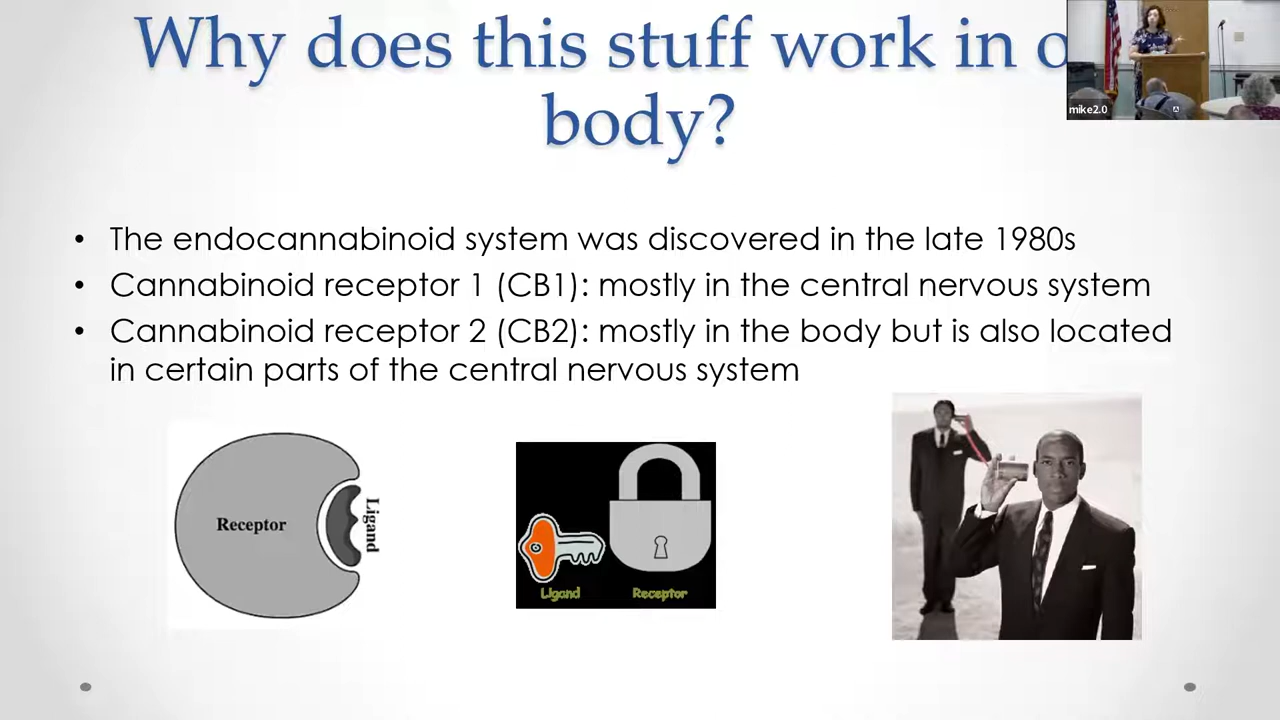 Why does this stuff work in o
body?
mike2.0
• The endocannabinoid system was discovered in the late 1980s
• Cannabinoid receptor 1 (CB1): mostly in the central nervous system
• Cannabinoid receptor 2 (CB2): mostly in the body but is also located
in certain parts of the central nervous system
Receptor
Ligand
Ligand
Receptor